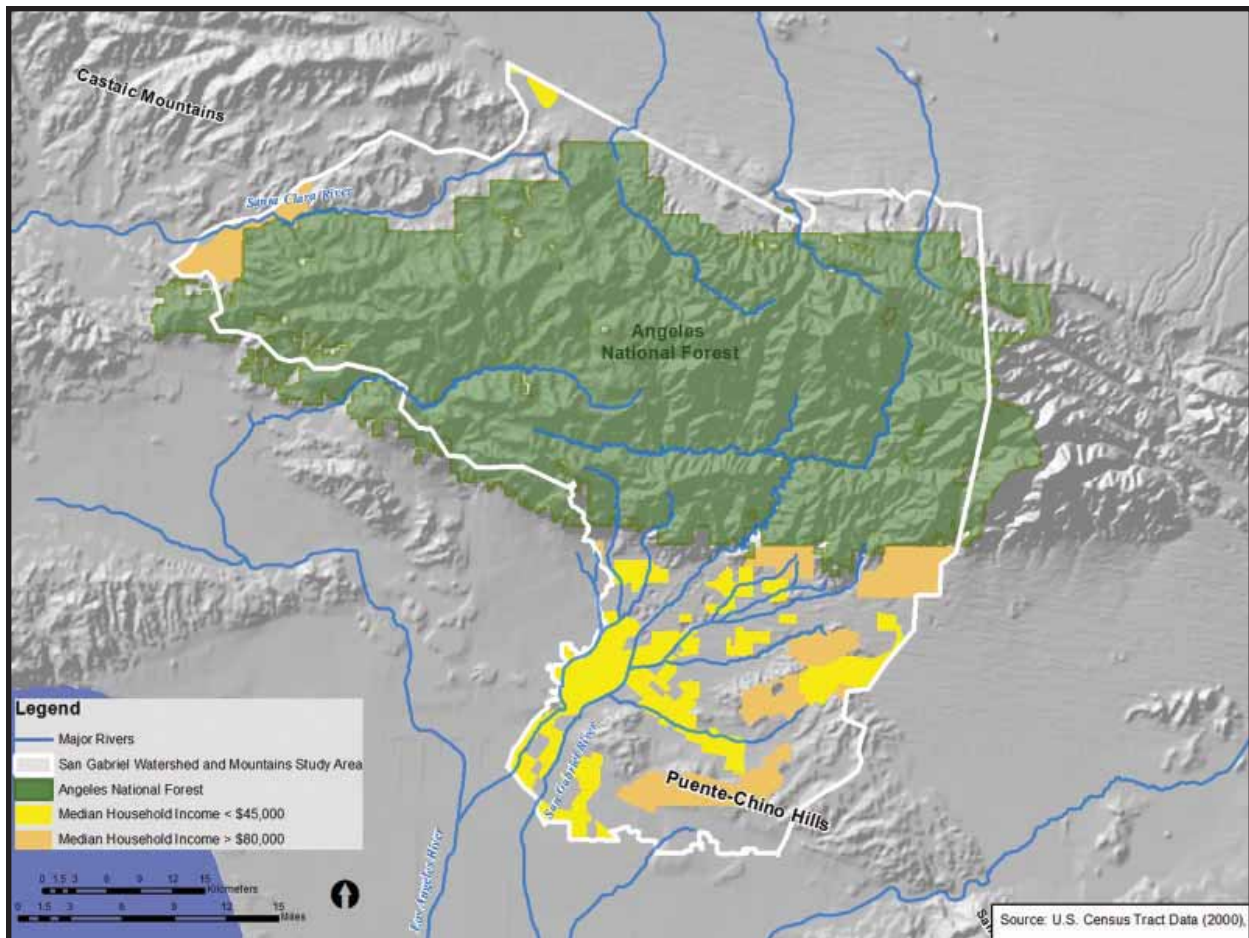 Castaic Mountains
Santa Clara River
Angeles
National Forest
San Gabriel River
Puente-Chino Hills
Los Angeles River
Legend
Major Rivers
San Gabriel Watershed and Mountains Study Area
Angeles National Forest
Median Household Income < $45,000
Median Household Income > $80,000
0 1.5 3 6 9 12 15
Kilometers
0 1.5 3 6 9 12 15
Miles
Source: U.S. Census Tract Data (2000).